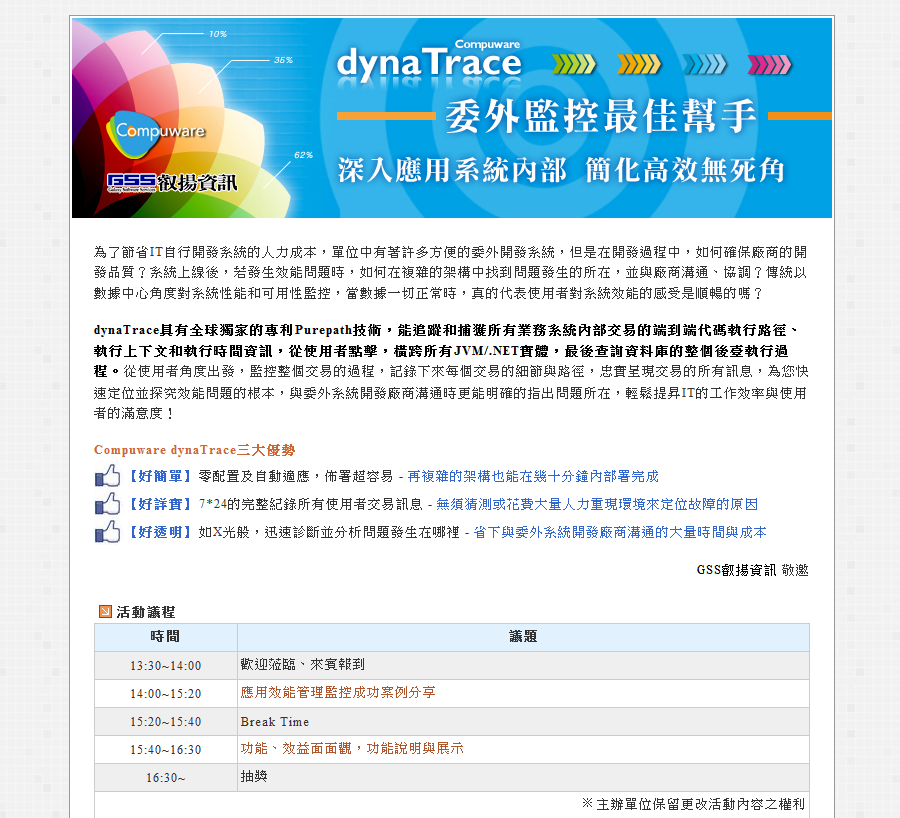 10%
36%
62%
Compuware
dynaTrace
委外監控最佳幫手
深入應用系統內部 簡化高效無死角
Compuware
GSS叡揚資訊
Galaxy Software Services
為了節省IT自行開發系統的人力成本，單位中有著許多方便的委外開發系統，但是在開發過程中，如何確保廠商的開
發品質？系統上線後，若發生效能問題時，如何在複雜的架構中找到問題發生的所在，並與廠商溝通、協調？傳統以
數據中心角度對系統性能和可用性監控，當數據一切正常時，真的代表使用者對系統效能的感受是順暢的嗎？
dynaTrace具有全球獨家的專利Purepath技術，能追蹤和捕獲所有業務系統內部交易的端到端代碼執行路徑、
執行上下文和執行時間資訊，從使用者點擊，橫跨所有JVM/.NET實體，最後查詢資料庫的整個後臺執行過
程。從使用者角度出發，監控整個交易的過程，記錄下來每個交易的細節與路徑，忠實呈現交易的所有訊息，為您快
速定位並探究效能問題的根本，與委外系統開發廠商溝通時更能明確的指出問題所在，輕鬆提昇IT的工作效率與使用
者的滿意度！
Compuware dynaTrace三大優勢
【好簡單】零配置及自動適應，佈署超容易 - 再複雜的架構也能在幾十分鐘內部署完成
【好詳實】7*24的完整紀錄所有使用者交易訊息 - 無須猜測或花費大量人力重現環境來定位故障的原因
【好透明】如X光般，迅速診斷並分析問題發生在哪裡 - 省下與委外系統開發廠商溝通的大量時間與成本
GSS叡揚資訊 敬邀
活動議程
時間 議題
13:30~14:00 歡迎蒞臨、來賓報到
14:00~15:20 應用效能管理監控成功案例分享
15:20~15:40 Break Time
15:40~16:30 功能、效益面面觀，功能說明與展示
16:30~ 抽獎
※ 主辦單位保留更改活動內容之權利